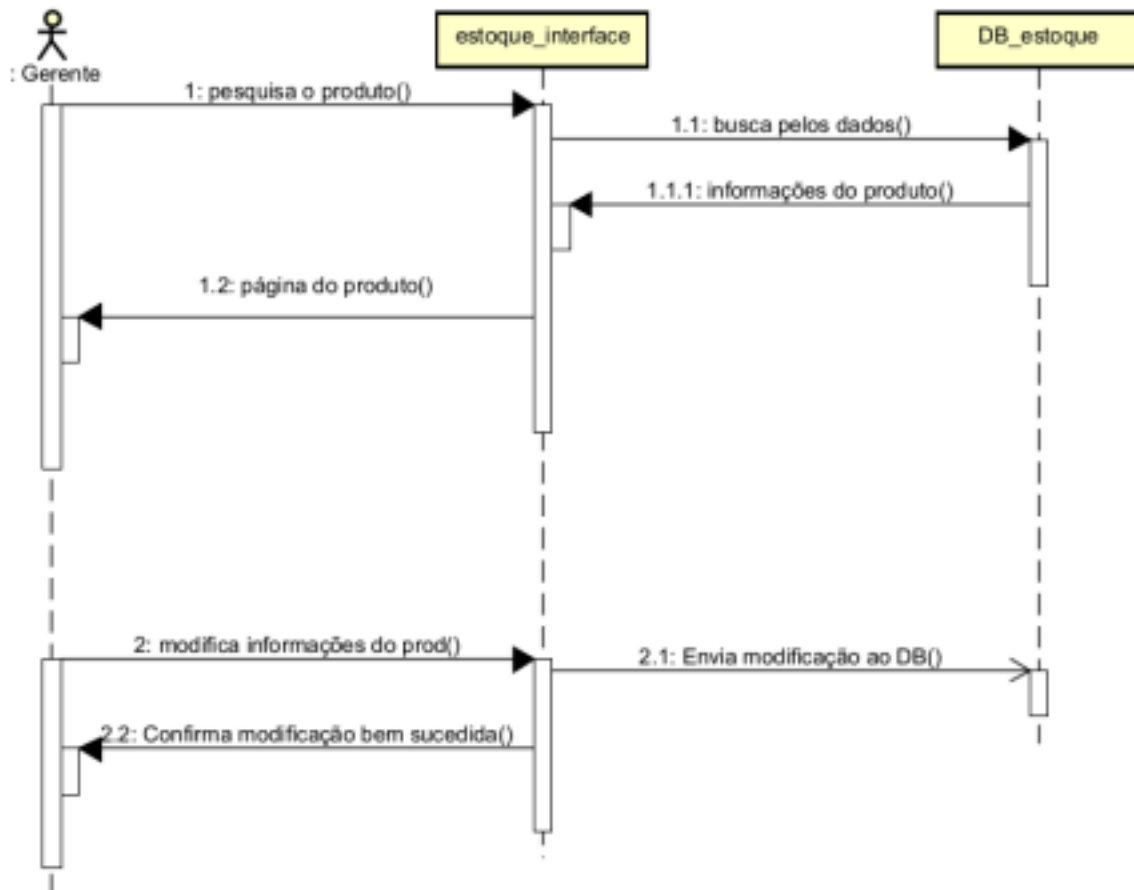 estoque_interface
DB_estoque
: Gerente
1: pesquisa o produto()
1.1: busca pelos dados()
1.1.1: informações do produto()
1.2: página do produto()
2: modifica informações do prod()
2.1: Envia modificação ao DB()
2.2: Confirma modificação bem sucedida()